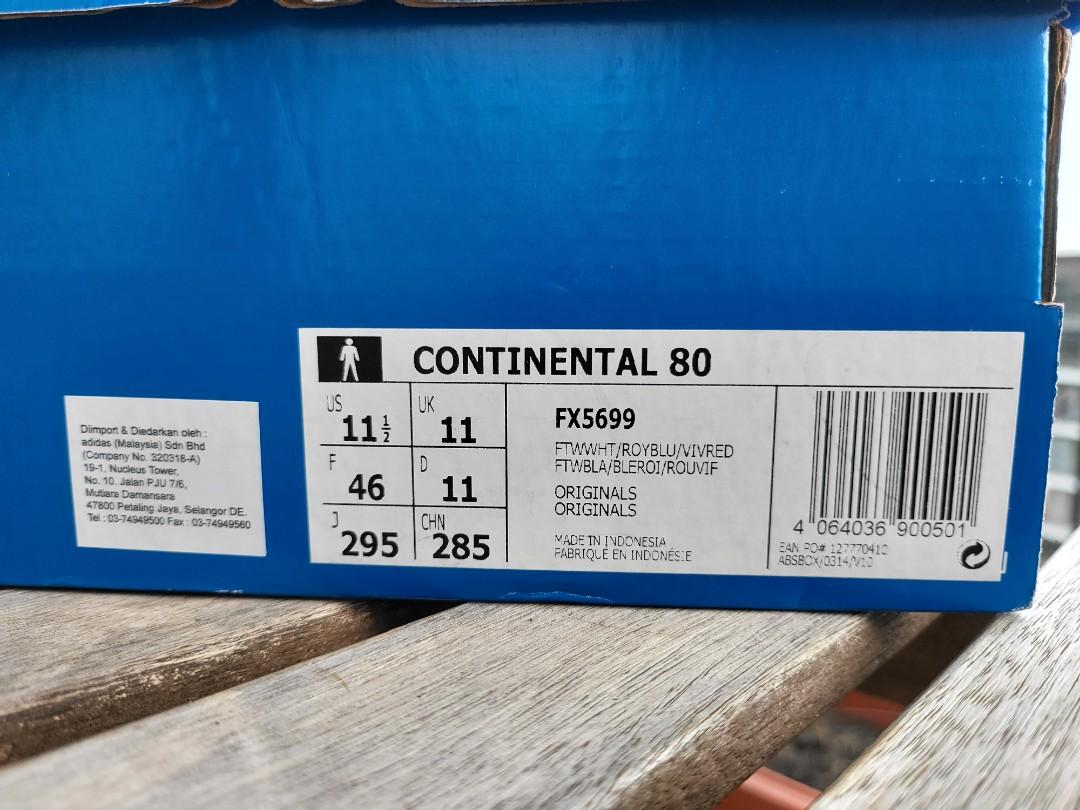 CONTINENTAL 80
US
11 ½
UK
11
F
46
D
11
J
295
CHN
285
FX5699
FTWWHT/ROYBLU/VIVRED
FTWBLA/BLEROI/ROUVIF
ORIGINALS
ORIGINALS
MADE IN INDONESIA
FABRIQUÉ EN INDONÉSIE
4 064036 900501
EAN PO# 127770410
ABSBOX/0314/V10
Diimport & Diedarkan oleh :
adidas (Malaysia) Sdn Bhd
(Company No. 320318-A)
19-1, Nucleus Tower,
No. 10. Jalan PJU 7/6,
Mutiara Damansara
47800 Petaling Jaya, Selangor DE.
Tel : 03-74949500 Fax : 03-74949560